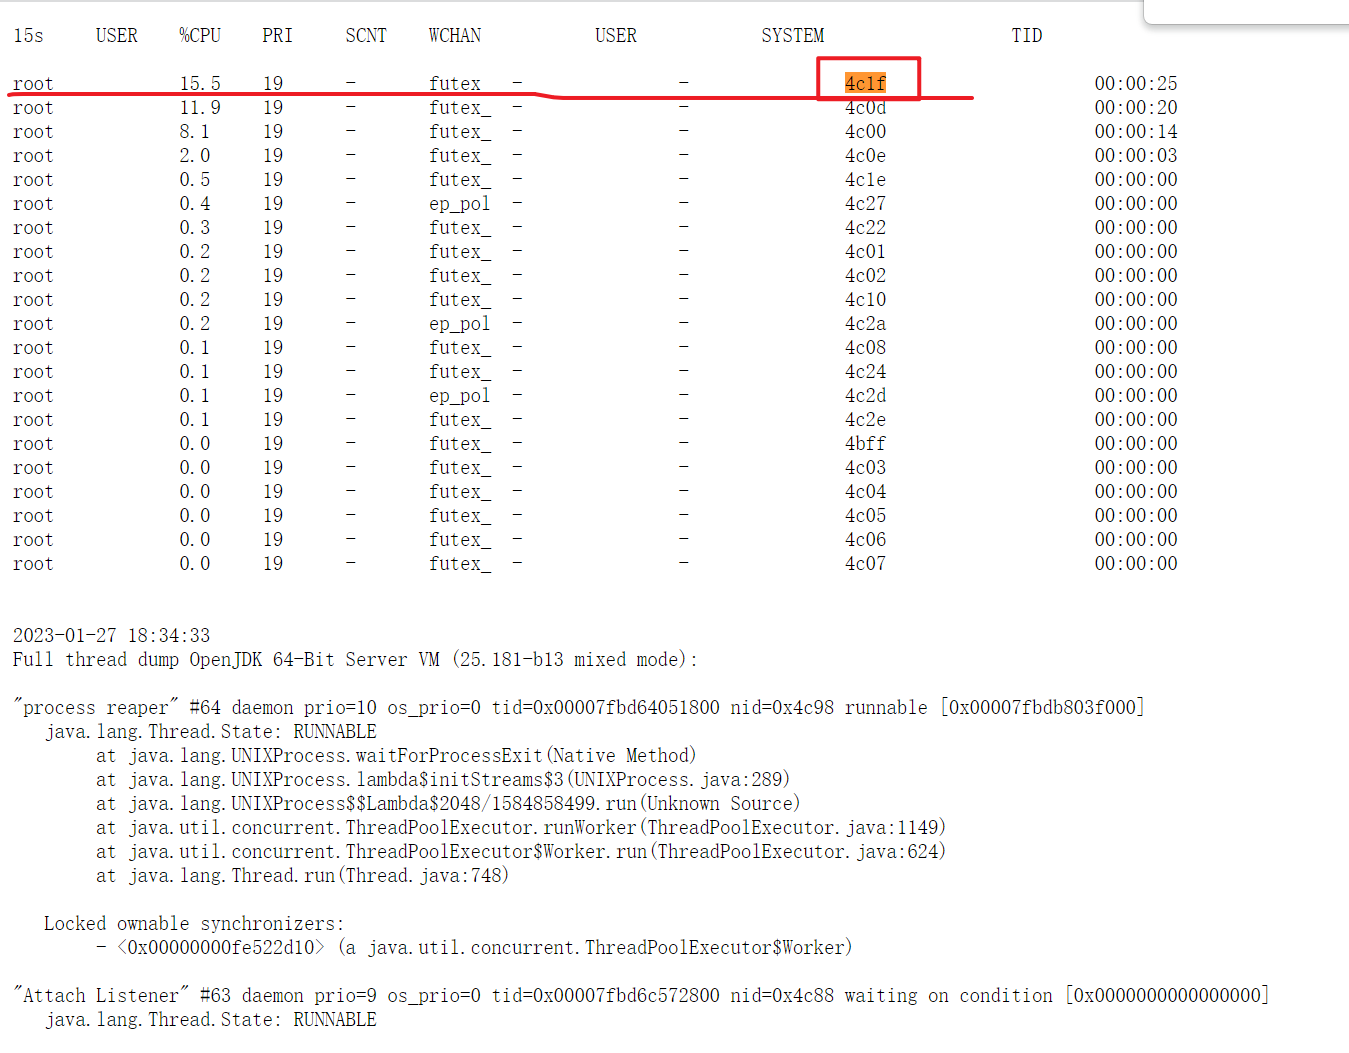 15s USER %CPU PRI SCNT WCHAN USER SYSTEM TID
root 15.5 19 - futex - - 4c1f 00:00:25
root 11.9 19 - futex_ - - 4c0d 00:00:20
root 8.1 19 - futex_ - - 4c00 00:00:14
root 2.0 19 - futex_ - - 4c0e 00:00:03
root 0.5 19 - futex_ - - 4c1e 00:00:00
root 0.4 19 - ep_pol - - 4c27 00:00:00
root 0.3 19 - futex_ - - 4c22 00:00:00
root 0.2 19 - futex_ - - 4c01 00:00:00
root 0.2 19 - futex_ - - 4c02 00:00:00
root 0.2 19 - futex_ - - 4c10 00:00:00
root 0.2 19 - ep_pol - - 4c2a 00:00:00
root 0.1 19 - futex_ - - 4c08 00:00:00
root 0.1 19 - futex_ - - 4c24 00:00:00
root 0.1 19 - ep_pol - - 4c2d 00:00:00
root 0.1 19 - futex_ - - 4c2e 00:00:00
root 0.0 19 - futex_ - - 4bff 00:00:00
root 0.0 19 - futex_ - - 4c03 00:00:00
root 0.0 19 - futex_ - - 4c04 00:00:00
root 0.0 19 - futex_ - - 4c05 00:00:00
root 0.0 19 - futex_ - - 4c06 00:00:00
root 0.0 19 - futex_ - - 4c07 00:00:00
2023-01-27 18:34:33
Full thread dump OpenJDK 64-Bit Server VM (25.181-b13 mixed mode):
"process reaper" #64 daemon prio=10 os_prio=0 tid=0x00007fbd64051800 nid=0x4c98 runnable [0x00007fbdb803f000]
java.lang.Thread.State: RUNNABLE
at java.lang.UNIXProcess.waitForProcessExit(Native Method)
at java.lang.UNIXProcess.lambda$initStreams$3(UNIXProcess.java:289)
at java.lang.UNIXProcess$$Lambda$2048/1584858499.run(Unknown Source)
at java.util.concurrent.ThreadPoolExecutor.runWorker(ThreadPoolExecutor.java:1149)
at java.util.concurrent.ThreadPoolExecutor$Worker.run(ThreadPoolExecutor.java:624)
at java.lang.Thread.run(Thread.java:748)
Locked ownable synchronizers:
- <0x00000000fe522d10> (a java.util.concurrent.ThreadPoolExecutor$Worker)
"Attach Listener" #63 daemon prio=9 os_prio=0 tid=0x00007fbd6c572800 nid=0x4c88 waiting on condition [0x0000000000000000]
java.lang.Thread.State: RUNNABLE